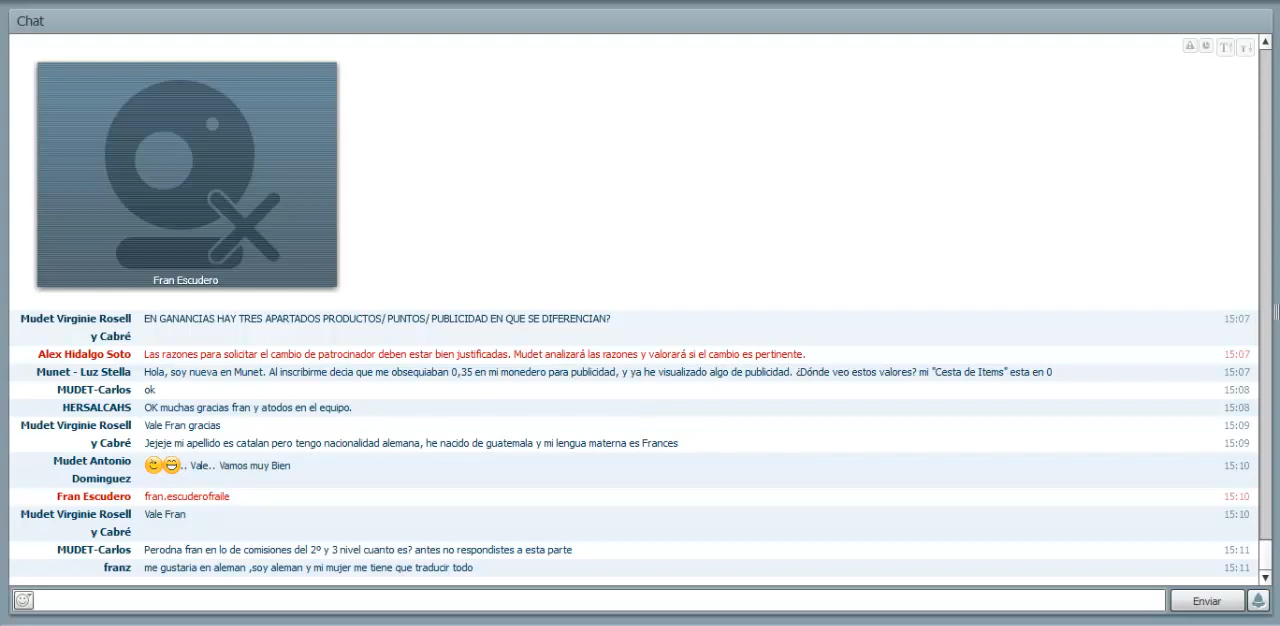 Chat
Fran Escudero
Mudet Virginie Rosell y Cabré EN GANANCIAS HAY TRES APARTADOS PRODUCTOS/ PUNTOS/ PUBLICIDAD EN QUE SE DIFERENCIAN? 15:07
Alex Hidalgo Soto Las razones para solicitar el cambio de patrocinador deben estar bien justificadas. Mudet analizará las razones y valorará si el cambio es pertinente. 15:07
Munet - Luz Stella Hola, soy nueva en Munet. Al inscribirme decia que me obsequiaban 0,35 en mi monedero para publicidad, y ya he visualizado algo de publicidad. ¿Dónde veo estos valores? mi "Cesta de Items" esta en 0 15:07
MUDET-Carlos ok 15:08
HERSALCAHS OK muchas gracias fran y atodos en el equipo. 15:08
Mudet Virginie Rosell y Cabré Vale Fran gracias 15:09
Jejeje mi apellido es catalan pero tengo nacionalidad alemana, he nacido de guatemala y mi lengua materna es Frances 15:09
Mudet Antonio Dominguez .. Vale.. Vamos muy Bien 15:10
Fran Escudero fran.escuderofraile 15:10
Mudet Virginie Rosell y Cabré Vale Fran 15:10
MUDET-Carlos Perodna fran en lo de comisiones del 2º y 3 nivel cuanto es? antes no respondistes a esta parte 15:11
franz me gustaria en aleman ,soy aleman y mi mujer me tiene que traducir todo 15:11
Enviar